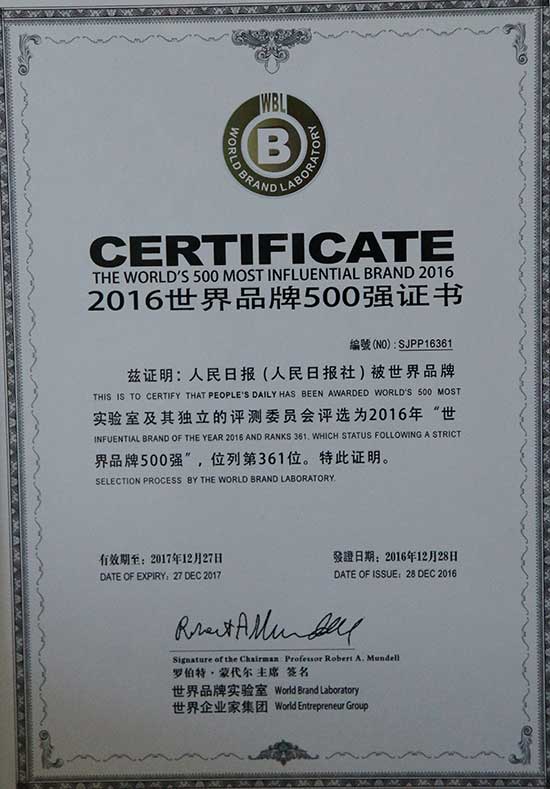 WBL
B
WORLD BRAND LABORATORY
CERTIFICATE
THE WORLD'S 500 MOST INFLUENTIAL BRAND 2016
2016世界品牌500强证书
編號(NO): SJPP16361
兹证明：人民日报（人民日报社）被世界品牌
THIS IS TO CERTIFY THAT PEOPLE'S DAILY HAS BEEN AWARDED WORLD'S 500 MOST
实验室及其独立的评测委员会评选为2016年“世
INFUENTIAL BRAND OF THE YEAR 2016 AND RANKS 361, WHICH STATUS FOLLOWING A STRICT
界品牌500强”，位列第361位。特此证明。
SELECTION PROCESS BY THE WORLD BRAND LABORATORY.
有效期至：2017年12月27日 發證日期：2016年12月28日
DATE OF EXPIRY: 27 DEC 2017 DATE OF ISSUE: 28 DEC 2016
Robert A Mundell
Signature of the Chairman Professor Robert A. Mundell
罗伯特·蒙代尔 主席 签名
世界品牌实验室 World Brand Laboratory
世界企业家集团 World Entrepreneur Group